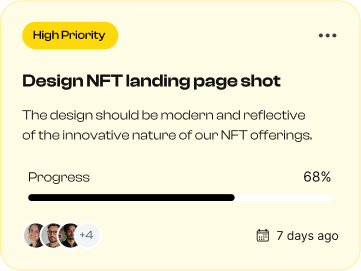 High Priority
Design NFT landing page shot
The design should be modern and reflective
of the innovative nature of our NFT offerings.
Progress 68%
+4 7 days ago